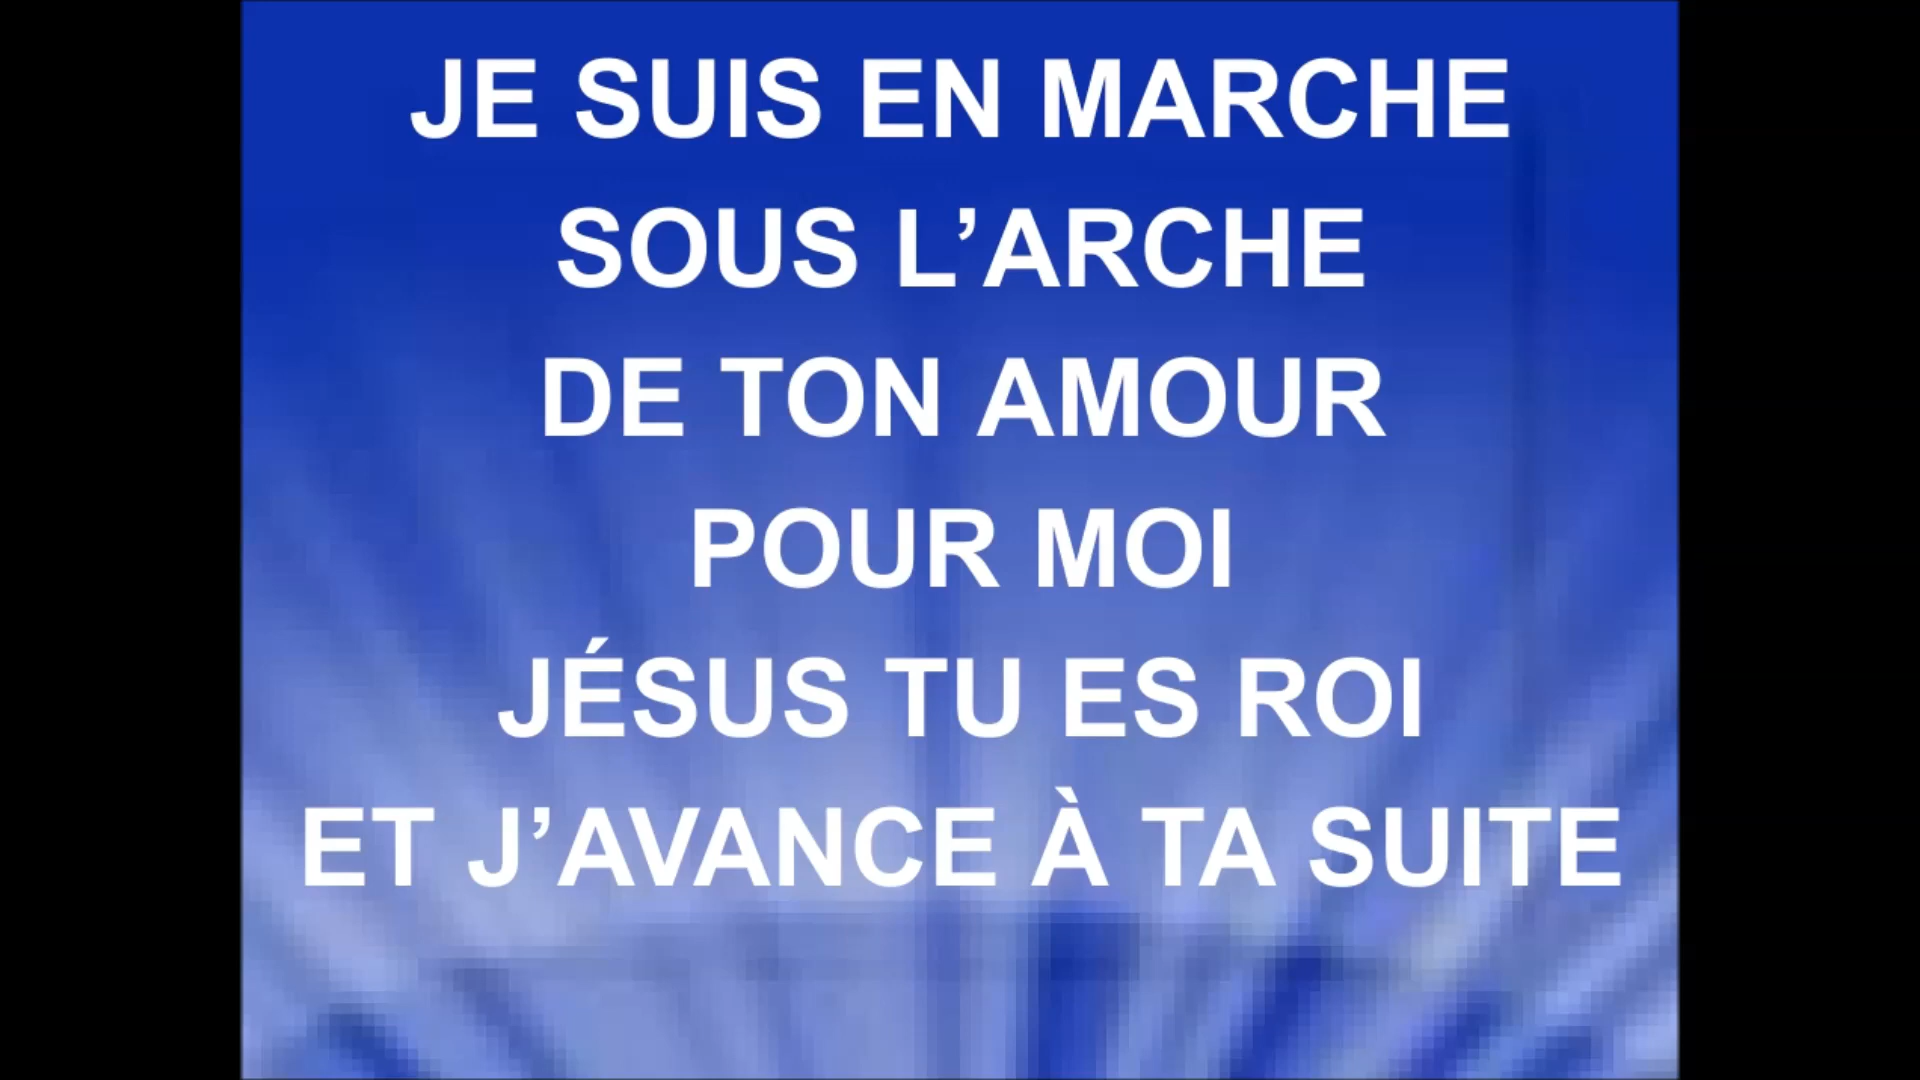 JE SUIS EN MARCHE
SOUS L’ARCHE
DE TON AMOUR
POUR MOI
JÉSUS TU ES ROI
ET J’AVANCE À TA SUITE